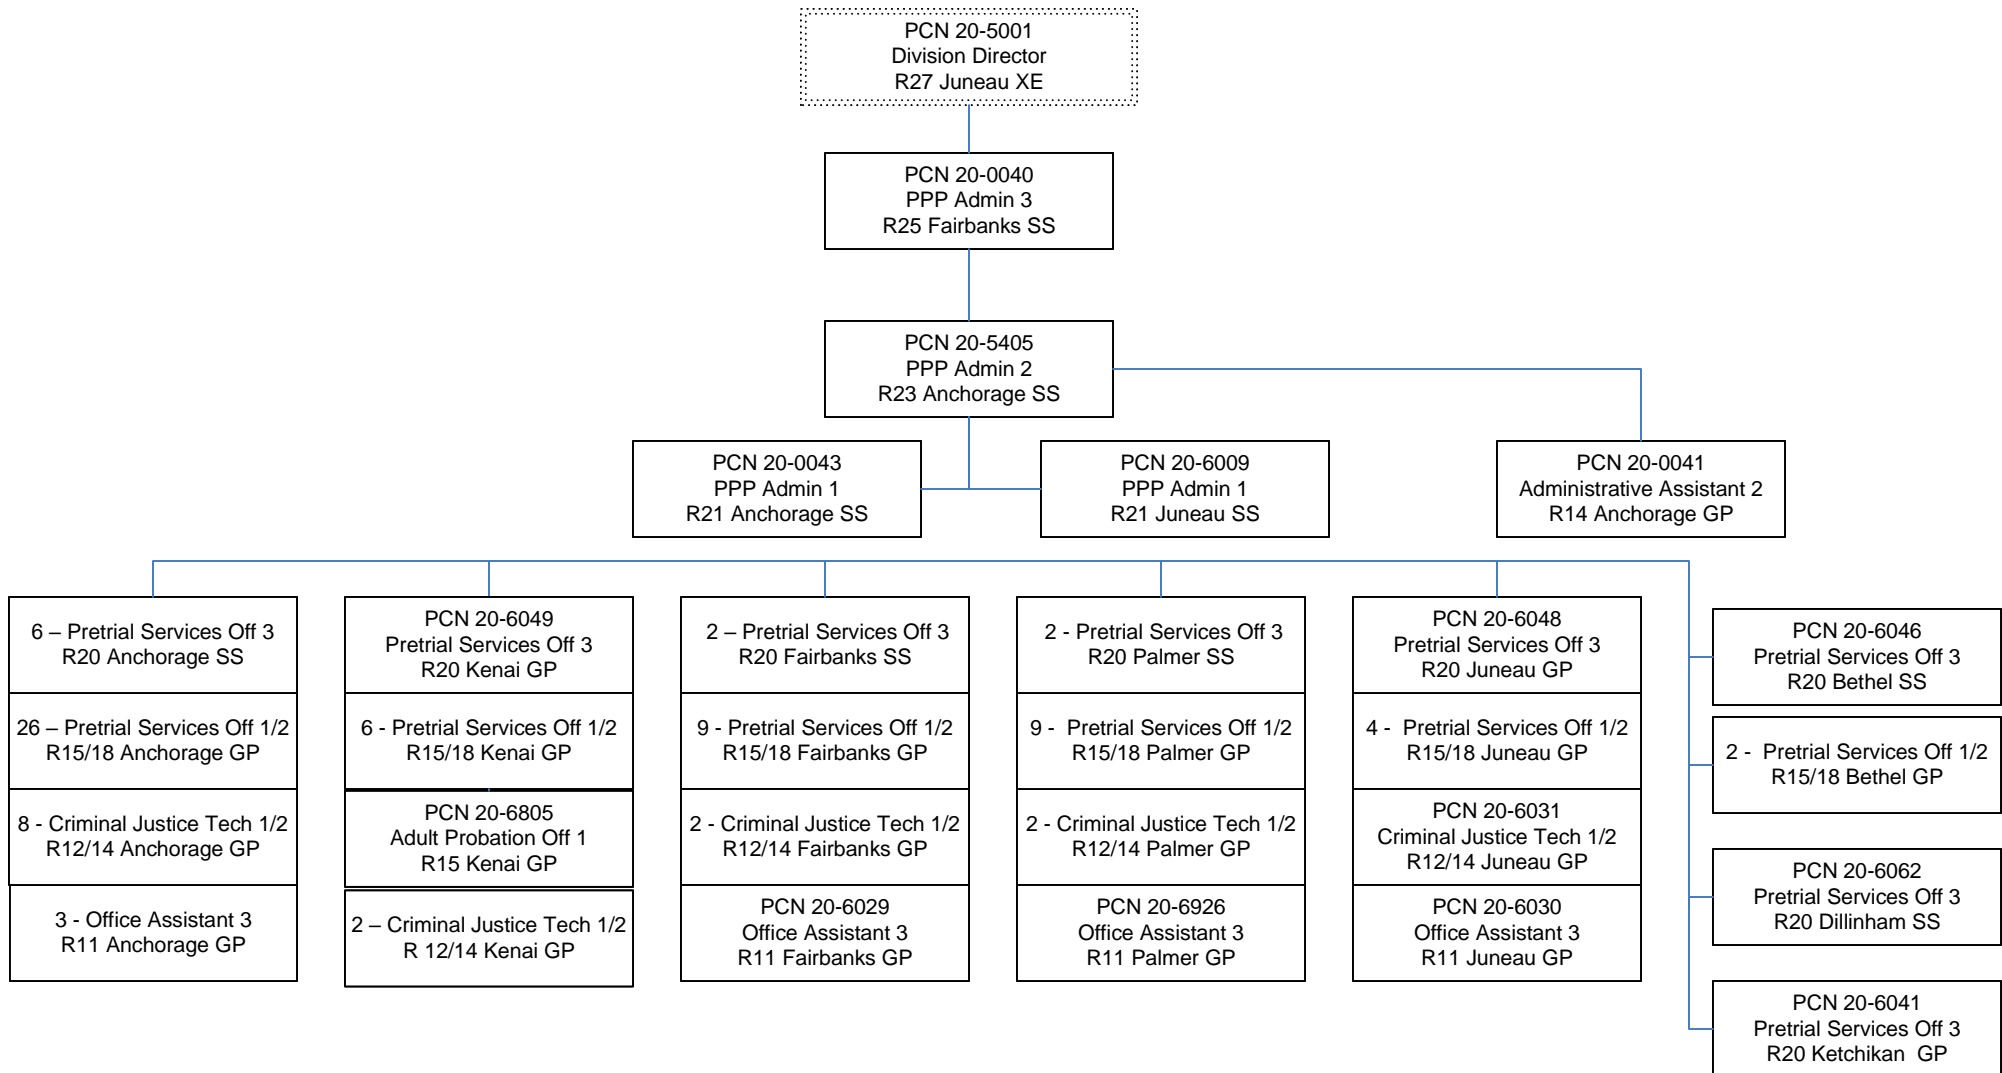 PCN 20-5001
Division Director
R27 Juneau XE
PCN 20-0040
PPP Admin 3
R25 Fairbanks SS
PCN 20-5405
PPP Admin 2
R23 Anchorage SS
PCN 20-0043
PPP Admin 1
R21 Anchorage SS
PCN 20-6009
PPP Admin 1
R21 Juneau SS
PCN 20-0041
Administrative Assistant 2
R14 Anchorage GP
6 – Pretrial Services Off 3
R20 Anchorage SS
26 – Pretrial Services Off 1/2
R15/18 Anchorage GP
8 - Criminal Justice Tech 1/2
R12/14 Anchorage GP
3 - Office Assistant 3
R11 Anchorage GP
PCN 20-6049
Pretrial Services Off 3
R20 Kenai GP
6 - Pretrial Services Off 1/2
R15/18 Kenai GP
PCN 20-6805
Adult Probation Off 1
R15 Kenai GP
2 – Criminal Justice Tech 1/2
R 12/14 Kenai GP
2 – Pretrial Services Off 3
R20 Fairbanks SS
9 - Pretrial Services Off 1/2
R15/18 Fairbanks GP
2 - Criminal Justice Tech 1/2
R12/14 Fairbanks GP
PCN 20-6029
Office Assistant 3
R11 Fairbanks GP
2 - Pretrial Services Off 3
R20 Palmer SS
9 - Pretrial Services Off 1/2
R15/18 Palmer GP
2 - Criminal Justice Tech 1/2
R12/14 Palmer GP
PCN 20-6926
Office Assistant 3
R11 Palmer GP
PCN 20-6048
Pretrial Services Off 3
R20 Juneau GP
4 - Pretrial Services Off 1/2
R15/18 Juneau GP
PCN 20-6031
Criminal Justice Tech 1/2
R12/14 Juneau GP
PCN 20-6030
Office Assistant 3
R11 Juneau GP
PCN 20-6046
Pretrial Services Off 3
R20 Bethel SS
2 - Pretrial Services Off 1/2
R15/18 Bethel GP
PCN 20-6062
Pretrial Services Off 3
R20 Dillinham SS
PCN 20-6041
Pretrial Services Off 3
R20 Ketchikan GP